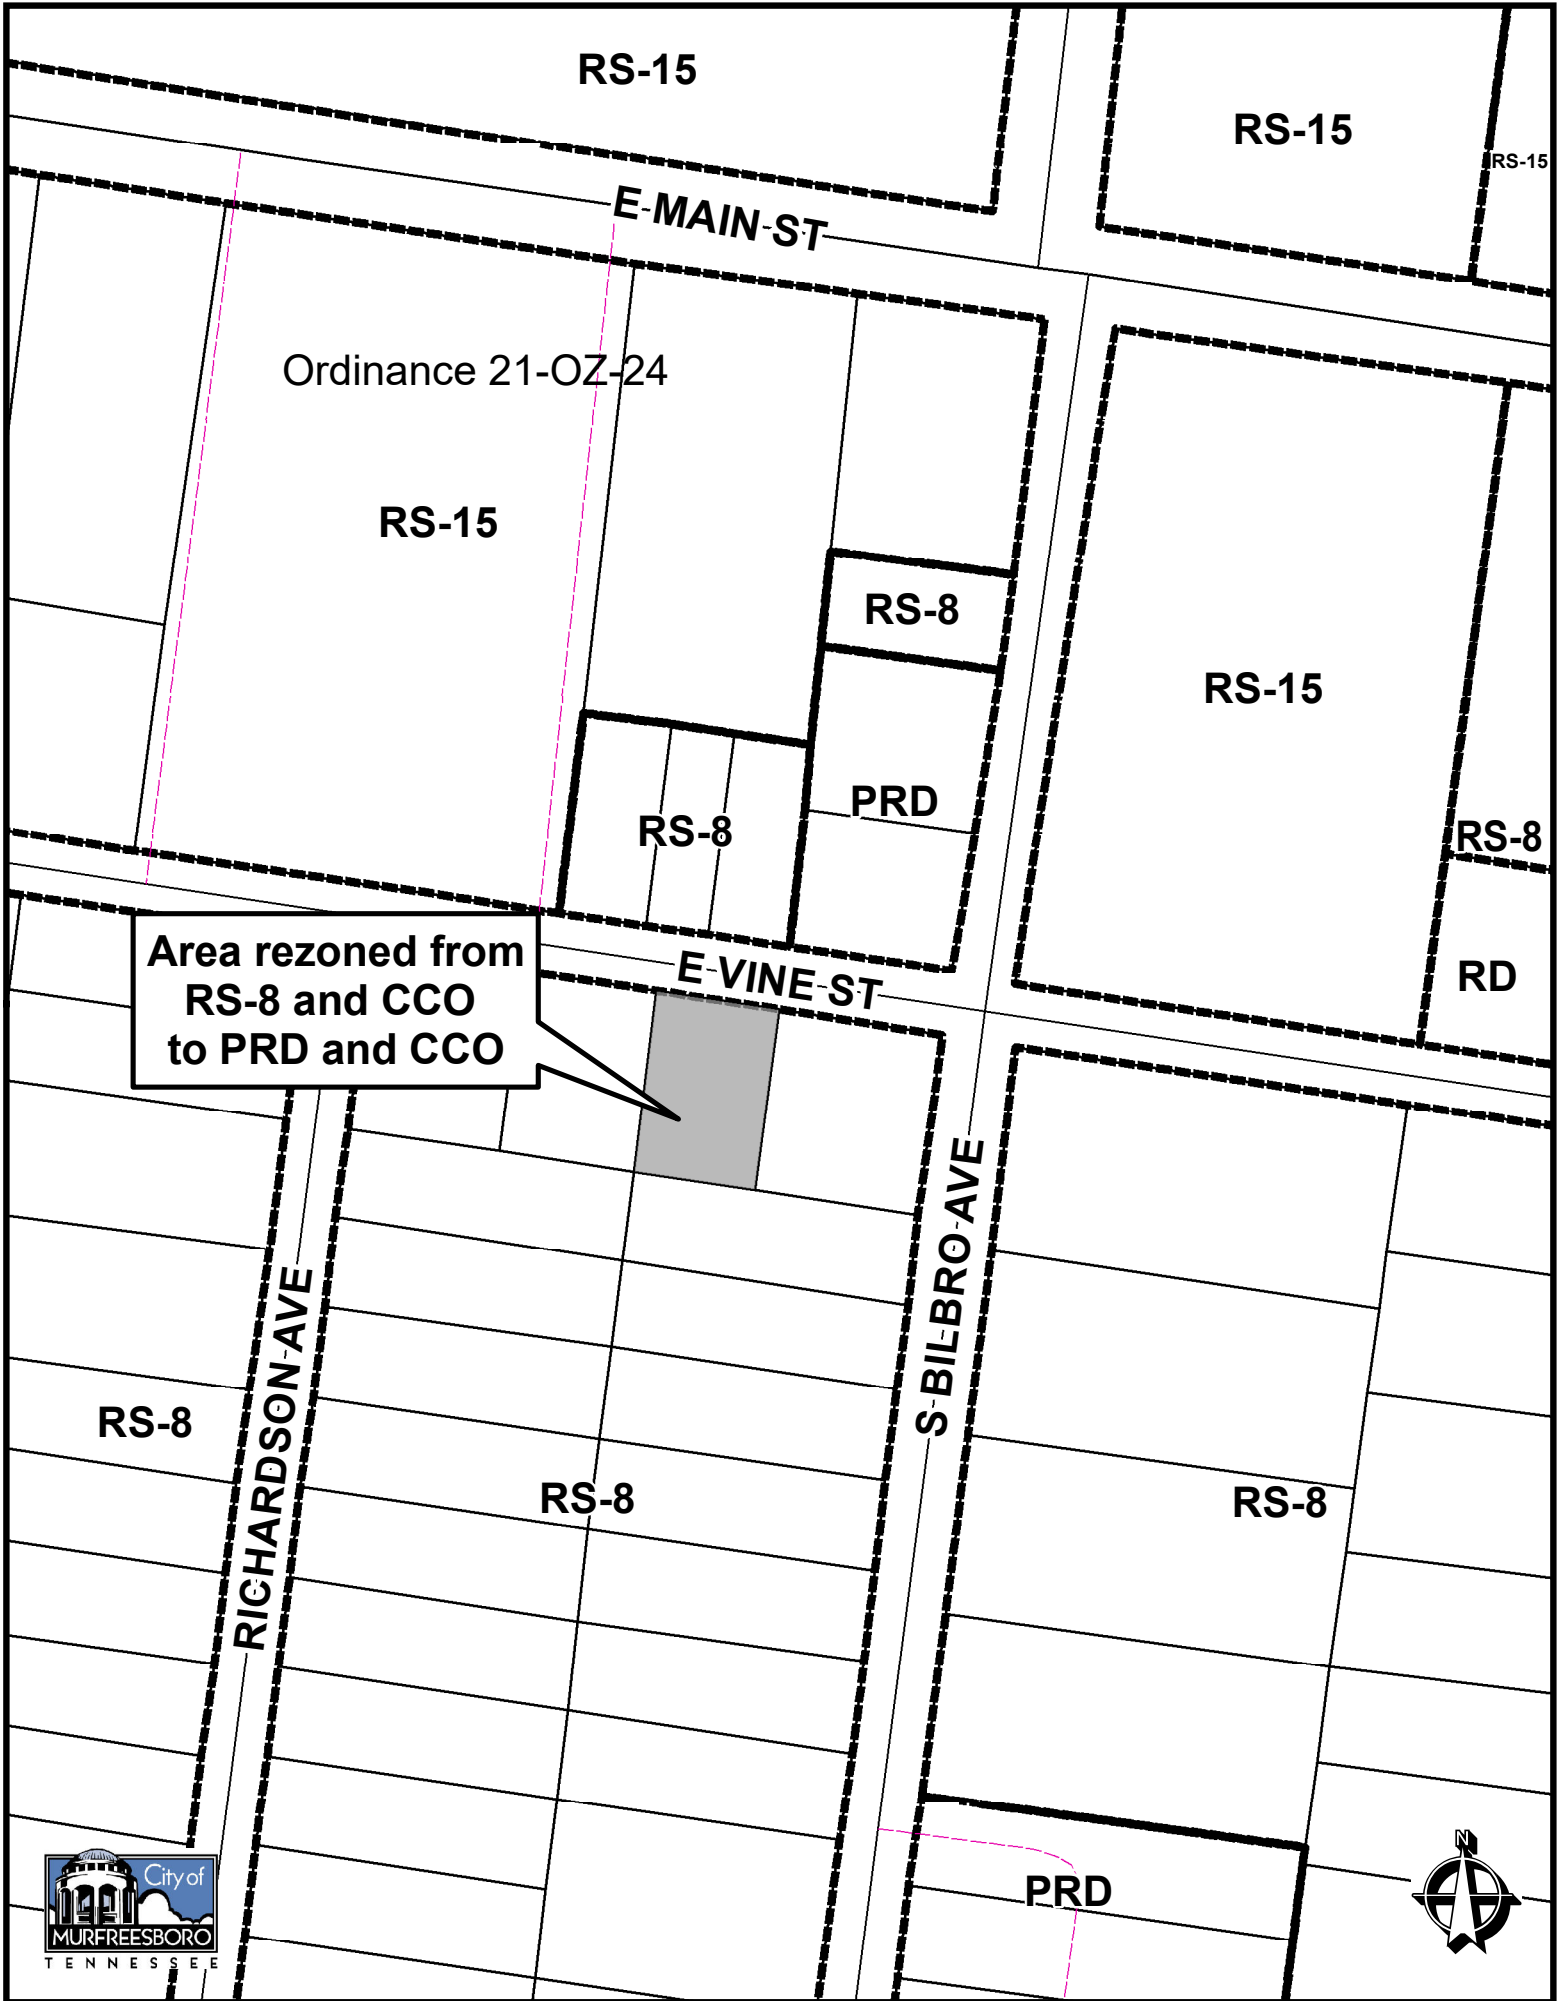 RS-15
RS-15
RS-15
E MAIN ST
Ordinance 21-OZ-24
RS-15
RS-8
RS-15
PRD
RS-8
RS-8
Area rezoned from
RS-8 and CCO
to PRD and CCO
E VINE ST
RD
S BILBRO AVE
RICHARDSON AVE
RS-8
RS-8
RS-8
PRD
N
City of
MURFREESBORO
TENNESSEE